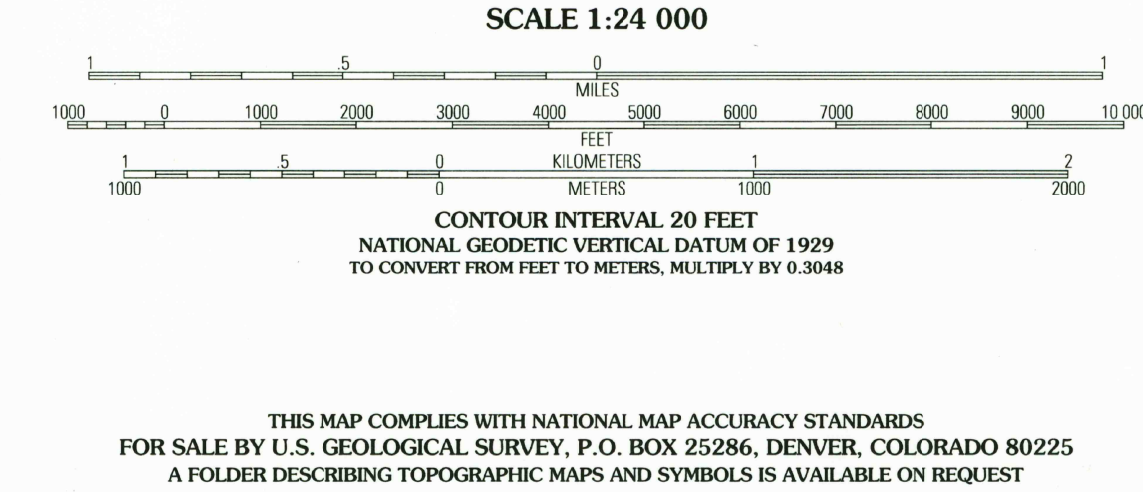 SCALE 1:24 000
1 .5 0 1
MILES
1000 0 1000 2000 3000 4000 5000 6000 7000 8000 9000 10 000
FEET
1 .5 0 KILOMETERS 1 2
1000 0 METERS 1000 2000
CONTOUR INTERVAL 20 FEET
NATIONAL GEODETIC VERTICAL DATUM OF 1929
TO CONVERT FROM FEET TO METERS, MULTIPLY BY 0.3048
THIS MAP COMPLIES WITH NATIONAL MAP ACCURACY STANDARDS
FOR SALE BY U.S. GEOLOGICAL SURVEY, P.O. BOX 25286, DENVER, COLORADO 80225
A FOLDER DESCRIBING TOPOGRAPHIC MAPS AND SYMBOLS IS AVAILABLE ON REQUEST